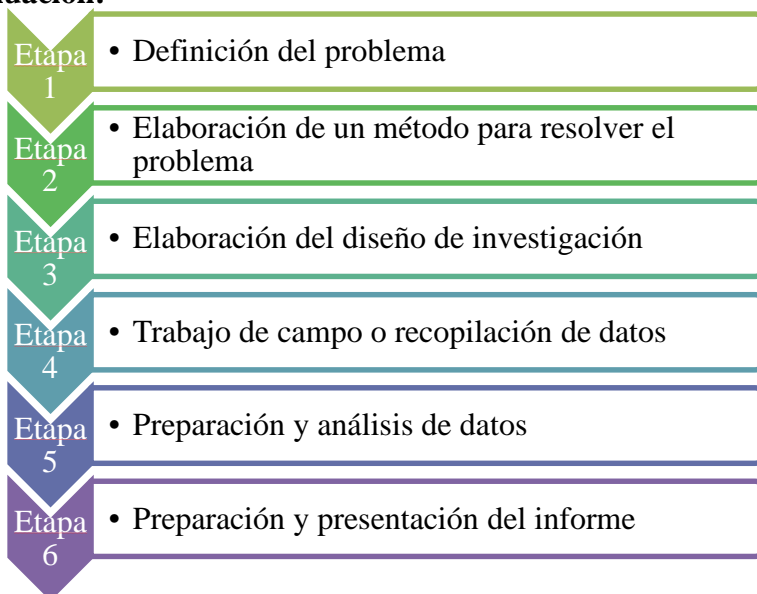 Etapa 1
• Definición del problema
Etapa 2
• Elaboración de un método para resolver el
problema
Etapa 3
• Elaboración del diseño de investigación
Etapa 4
• Trabajo de campo o recopilación de datos
Etapa 5
• Preparación y análisis de datos
Etapa 6
• Preparación y presentación del informe